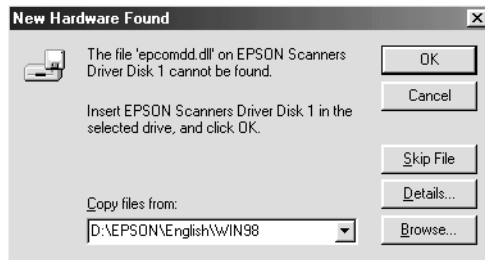 New Hardware Found
The file 'epcomdd.dll' on EPSON Scanners
Driver Disk 1 cannot be found.
Insert EPSON Scanners Driver Disk 1 in the
selected drive, and click OK.
Copy files from:
D:\EPSON\English\WIN98
OK
Cancel
Skip File
Details...
Browse...